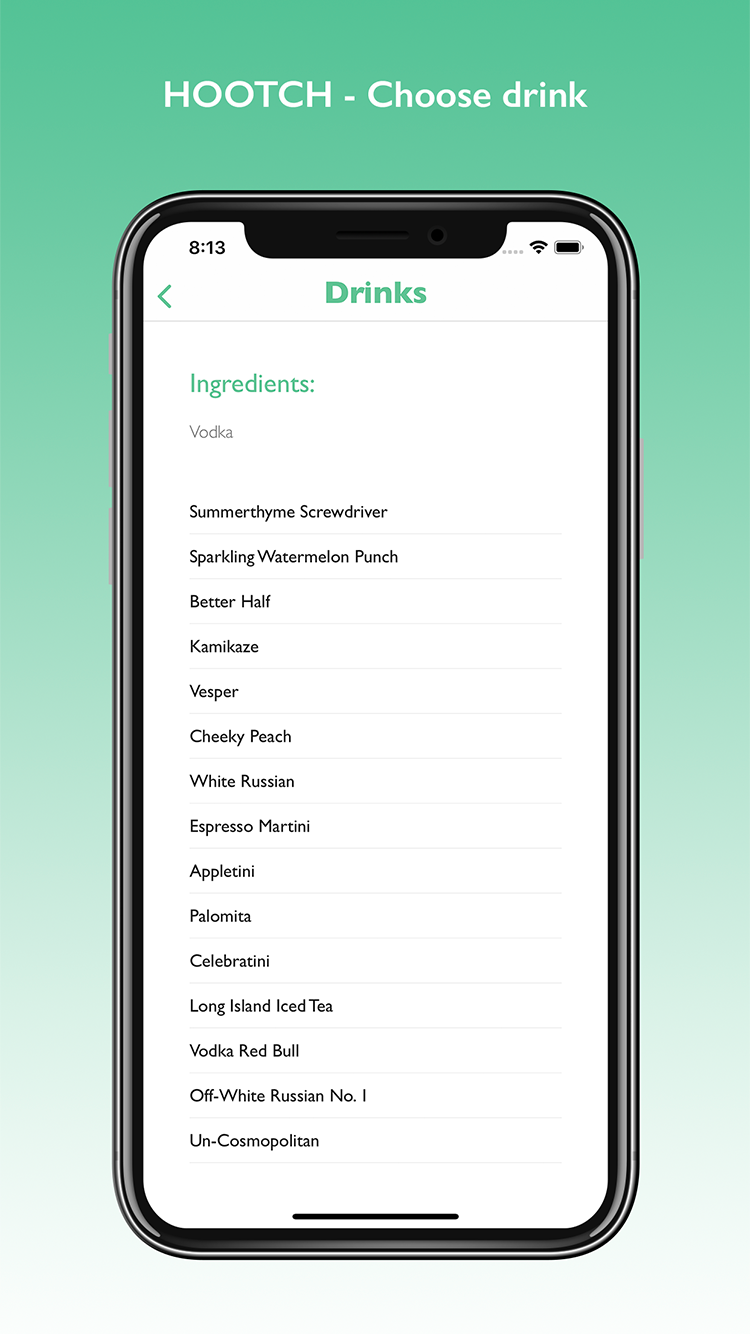 HOOTCH - Choose drink
8:13
Drinks
Ingredients:
Vodka
Summerthyme Screwdriver
Sparkling Watermelon Punch
Better Half
Kamikaze
Vesper
Cheeky Peach
White Russian
Espresso Martini
Appletini
Palomita
Celebratini
Long Island Iced Tea
Vodka Red Bull
Off-White Russian No. 1
Un-Cosmopolitan